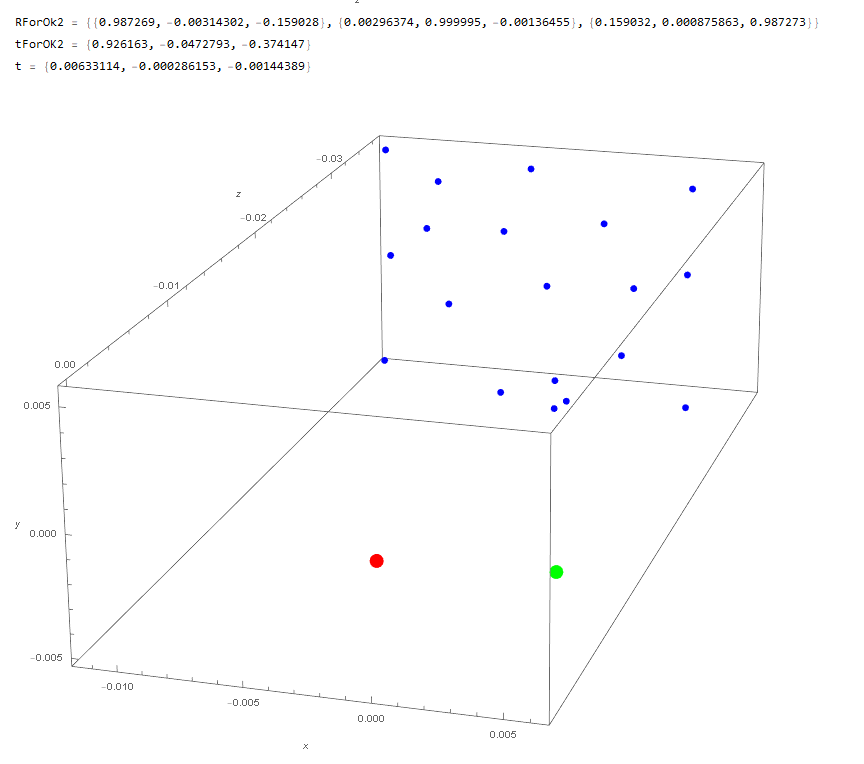 RForOk2 = {{0.987269, -0.00314302, -0.159028}, {0.00296374, 0.999995, -0.00136455}, {0.159032, 0.000875863, 0.987273}}
tForOK2 = {0.926163, -0.0472793, -0.374147}
t = {0.00633114, -0.000286153, -0.00144389}
-0.03
z
-0.02
-0.01
0.00
0.005
y
0.000
-0.005
-0.010
-0.005
0.000
0.005
x